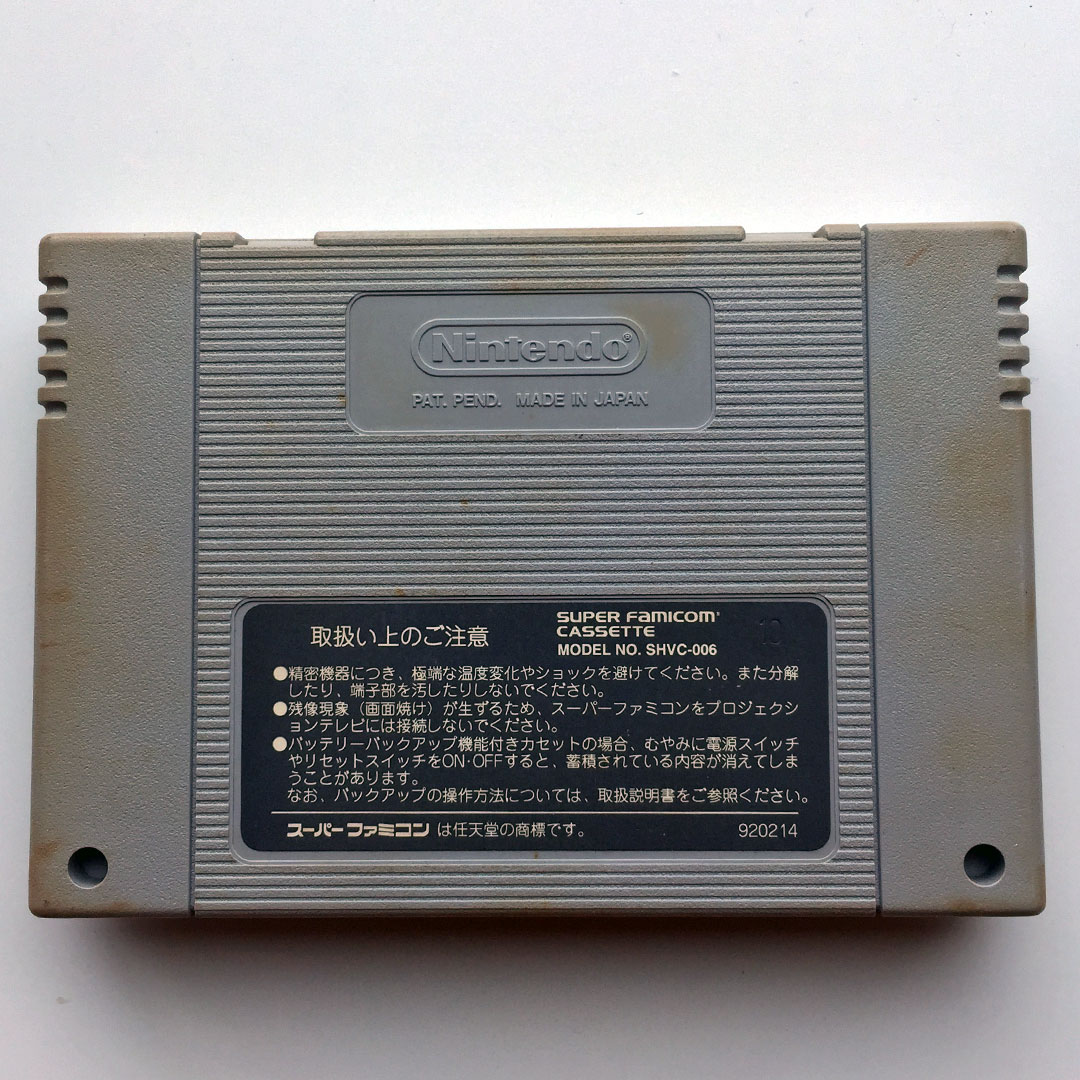 Nintendo®
PAT. PEND. MADE IN JAPAN
取扱い上のご注意
SUPER FAMICOM
CASSETTE
MODEL NO. SHVC-006
10
●精密機器につき、極端な温度変化やショックを避けてください。また分解
したり、端子部を汚したりしないでください。
●残像現象（画面焼け）が生ずるため、スーパーファミコンをプロジェクシ
ョンテレビには接続しないでください。
●バッテリーバックアップ機能付きカセットの場合、むやみに電源スイッチ
やリセットスイッチをON·OFFすると、蓄積されている内容が消えてしま
うことがあります。
なお、バックアップの操作方法については、取扱説明書をご参照ください。
スーパーファミコン は任天堂の商標です。
920214